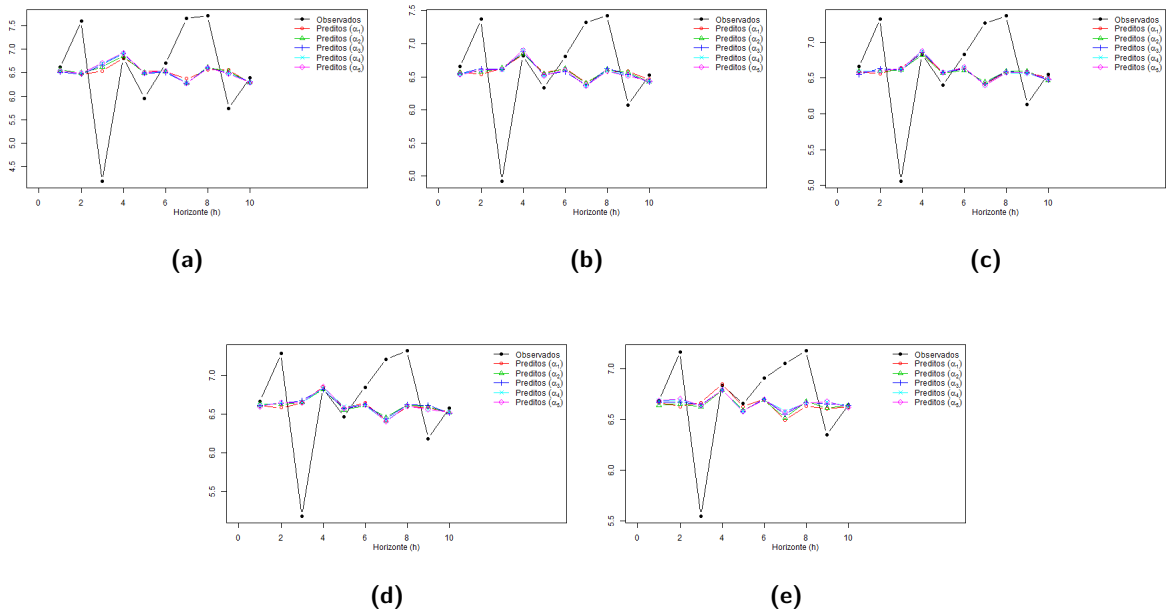 7.5
7.0
6.5
6.0
5.5
5.0
4.5
0 2 4 6 8 10
Horizonte (h)
Observados
Preditos (α₁)
Preditos (α₂)
Preditos (α₃)
Preditos (α₄)
Preditos (α₅)
(a)
7.5
7.0
6.5
6.0
5.5
5.0
0 2 4 6 8 10
Horizonte (h)
Observados
Preditos (α₁)
Preditos (α₂)
Preditos (α₃)
Preditos (α₄)
Preditos (α₅)
(b)
7.0
6.5
6.0
5.5
5.0
0 2 4 6 8 10
Horizonte (h)
Observados
Preditos (α₁)
Preditos (α₂)
Preditos (α₃)
Preditos (α₄)
Preditos (α₅)
(c)
7.0
6.5
6.0
5.5
0 2 4 6 8 10
Horizonte (h)
Observados
Preditos (α₁)
Preditos (α₂)
Preditos (α₃)
Preditos (α₄)
Preditos (α₅)
(d)
7.0
6.5
6.0
5.5
0 2 4 6 8 10
Horizonte (h)
Observados
Preditos (α₁)
Preditos (α₂)
Preditos (α₃)
Preditos (α₄)
Preditos (α₅)
(e)